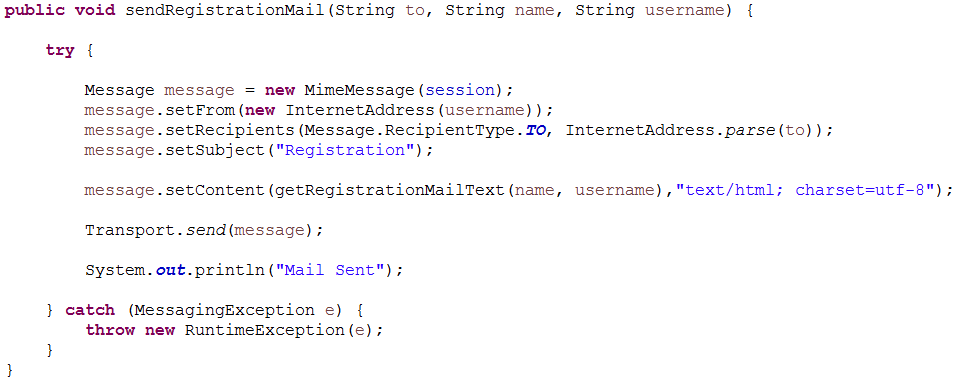 public void sendRegistrationMail(String to, String name, String username) {
try {
Message message = new MimeMessage(session);
message.setFrom(new InternetAddress(username));
message.setRecipients(Message.RecipientType.TO, InternetAddress.parse(to));
message.setSubject("Registration");
message.setContent(getRegistrationMailText(name, username),"text/html; charset=utf-8");
Transport.send(message);
System.out.println("Mail Sent");
} catch (MessagingException e) {
throw new RuntimeException(e);
}
}